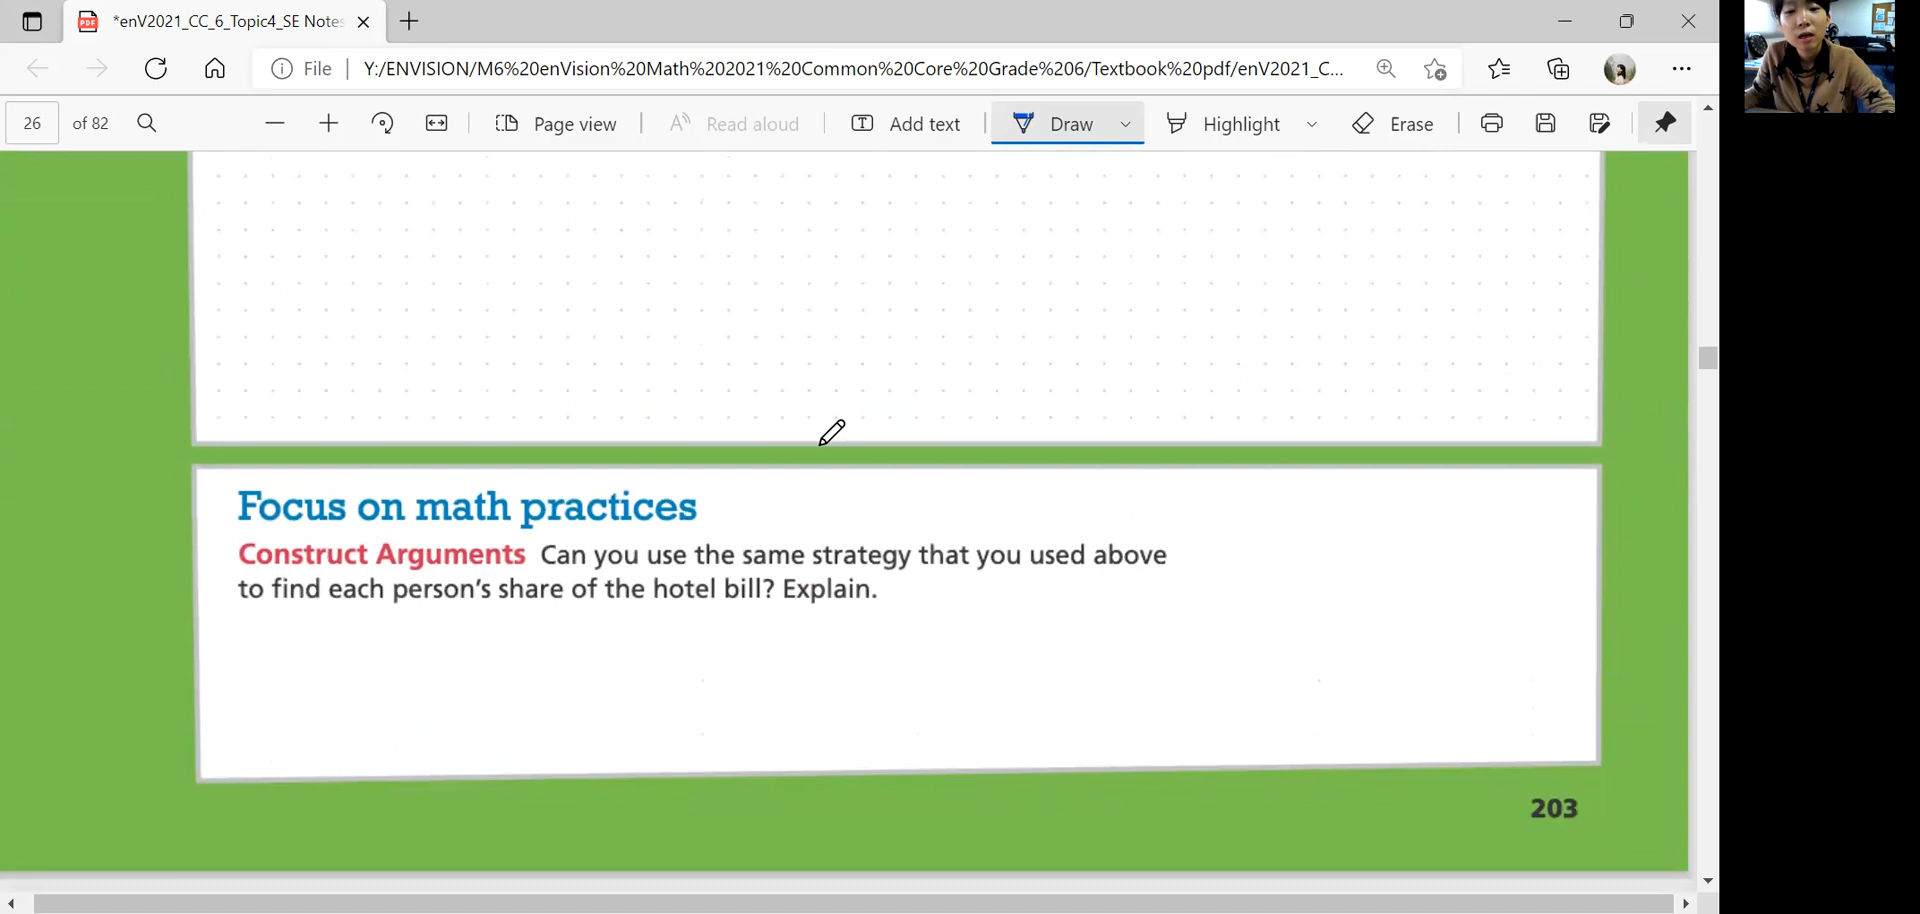 *enV2021_CC_6_Topic4_SE Notes
File
Y:/ENVISION/M6%20enVision%20Math%202021%20Common%20Core%20Grade%206/Textbook%20pdf/enV2021_C...
26 of 82
Page view
Read aloud
Add text
Draw
Highlight
Erase
Focus on math practices
Construct Arguments Can you use the same strategy that you used above
to find each person's share of the hotel bill? Explain.
203